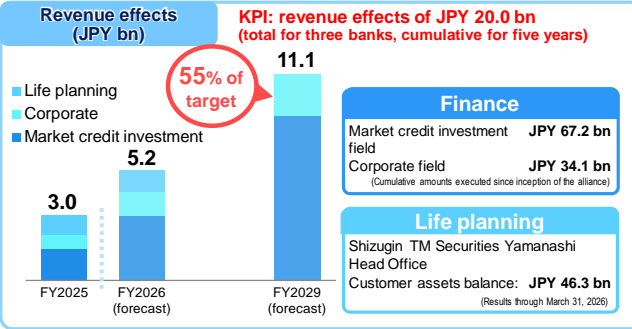 Revenue effects
(JPY bn)
KPI: revenue effects of JPY 20.0 bn
(total for three banks, cumulative for five years)
55% of
target
11.1
Life planning
Corporate
Market credit investment
5.2
3.0
FY2025
FY2026
(forecast)
FY2029
(forecast)
Finance
Market credit investment JPY 67.2 bn
field
Corporate field JPY 34.1 bn
(Cumulative amounts executed since inception of the alliance)
Life planning
Shizugin TM Securities Yamanashi
Head Office
Customer assets balance: JPY 46.3 bn
(Results through March 31, 2026)